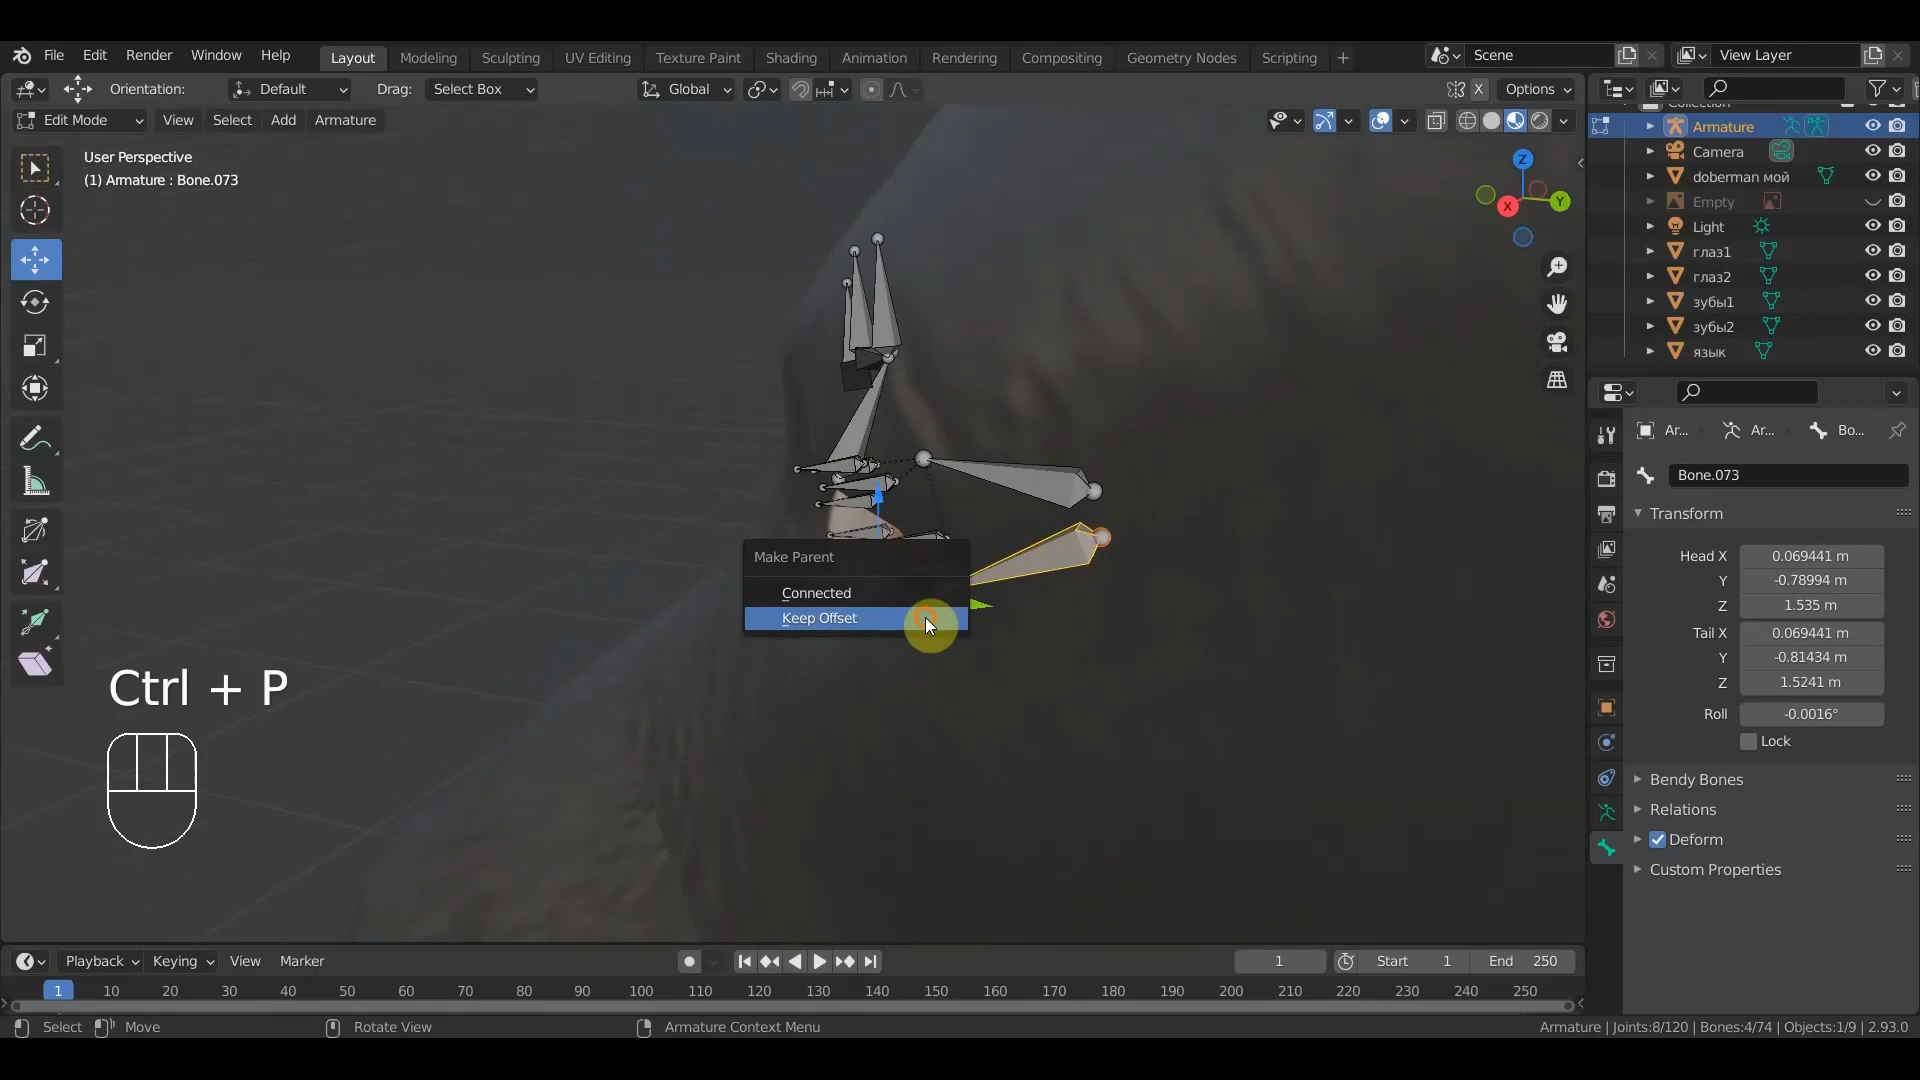 File Edit Render Window Help Layout Modeling Sculpting UV Editing Texture Paint Shading Animation Rendering Compositing Geometry Nodes Scripting + Scene View Layer
Orientation: Default Drag: Select Box Global X Options
Edit Mode View Select Add Armature
User Perspective
(1) Armature : Bone.073
Z
Y
X
Armature
Camera
doberman мой
Empty
Light
глаз1
глаз2
зубы1
зубы2
язык
Ar... Ar... Bo...
Bone.073
Transform
Head X 0.069441 m
Y -0.78994 m
Z 1.535 m
Tail X 0.069441 m
Y -0.81434 m
Z 1.5241 m
Roll -0.0016°
Lock
Bendy Bones
Relations
Deform
Custom Properties
Make Parent
Connected
Keep Offset
Ctrl + P
Playback Keying View Marker 1 Start 1 End 250
1 10 20 30 40 50 60 70 80 90 100 110 120 130 140 150 160 170 180 190 200 210 220 230 240 250
Select Move Rotate View Armature Context Menu Armature | Joints:8/120 | Bones:4/74 | Objects:1/9 | 2.93.0